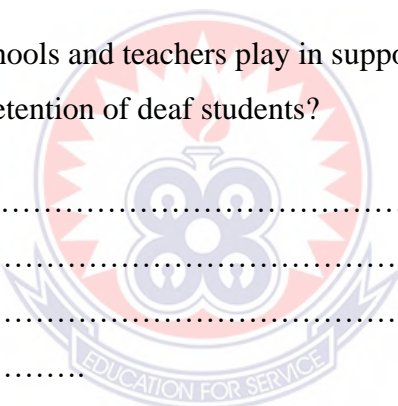 hools and teachers play in suppo
etention of deaf students?
………………………………………
………………………………………
………………………………………
……….
EDUCATION FOR SERVICE